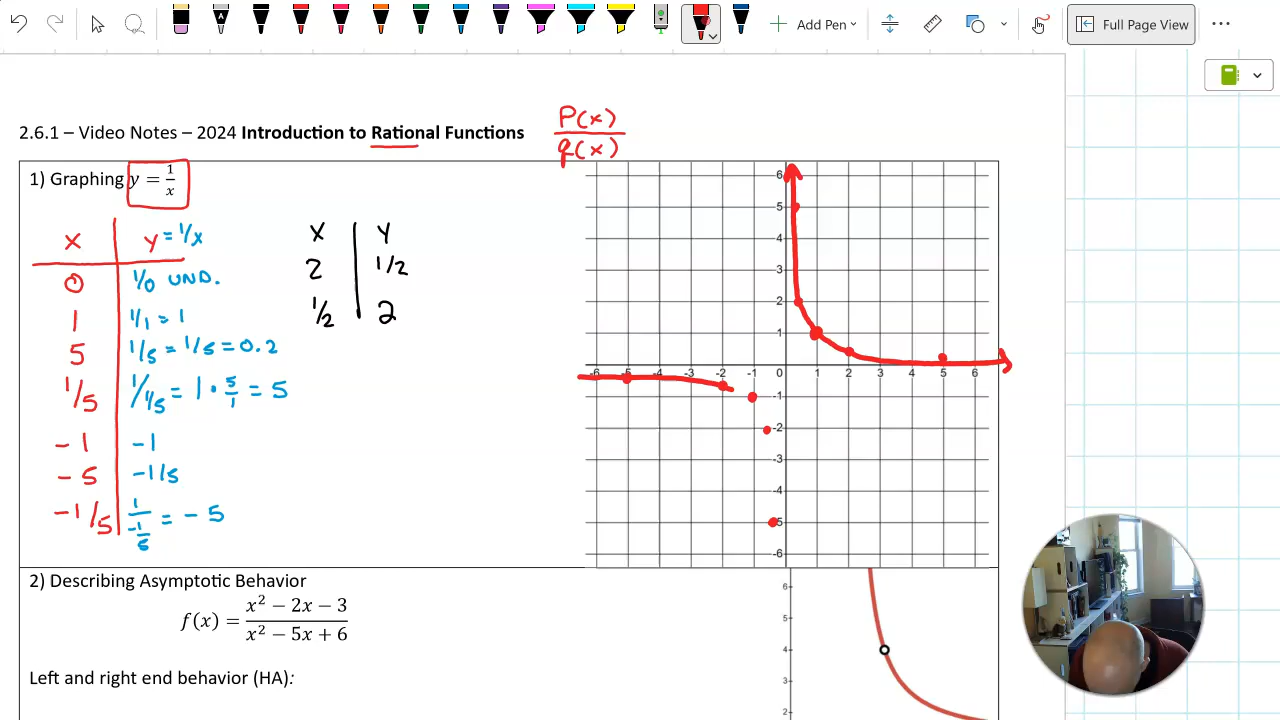 Add Pen
Full Page View
2.6.1 – Video Notes – 2024 Introduction to Rational Functions
P(x)
q(x)
1) Graphing y = 1/x
x | y = 1/x
0 | 1/0 UND.
1 | 1/1 = 1
5 | 1/5 = 1/5 = 0.2
1/5 | 1/1/5 = 1 · 5/1 = 5
-1 | -1
-5 | -1/5
-1/5 | 1/-1/5 = -5
x | y
2 | 1/2
1/2 | 2
6
5
4
3
2
1
-6 -5 -4 -3 -2 -1 0 1 2 3 4 5 6
-1
-2
-3
-4
-5
-6
2) Describing Asymptotic Behavior
f(x) = x² − 2x − 3 / x² − 5x + 6
Left and right end behavior (HA):
6
5
4
3
2